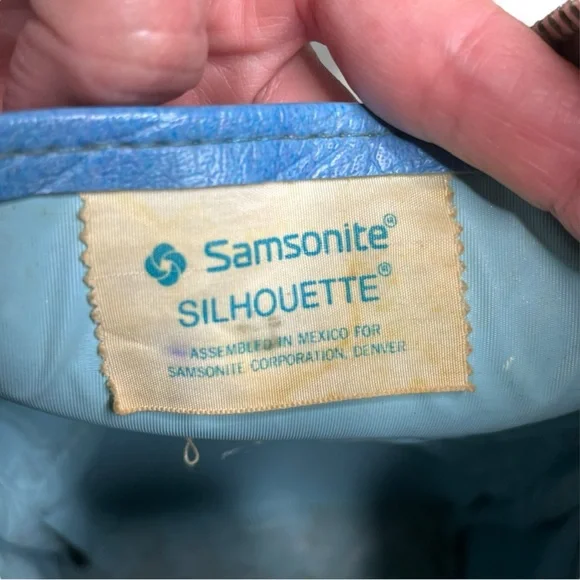 Samsonite®
SILHOUETTE®
ASSEMBLED IN MEXICO FOR
SAMSONITE CORPORATION, DENVER